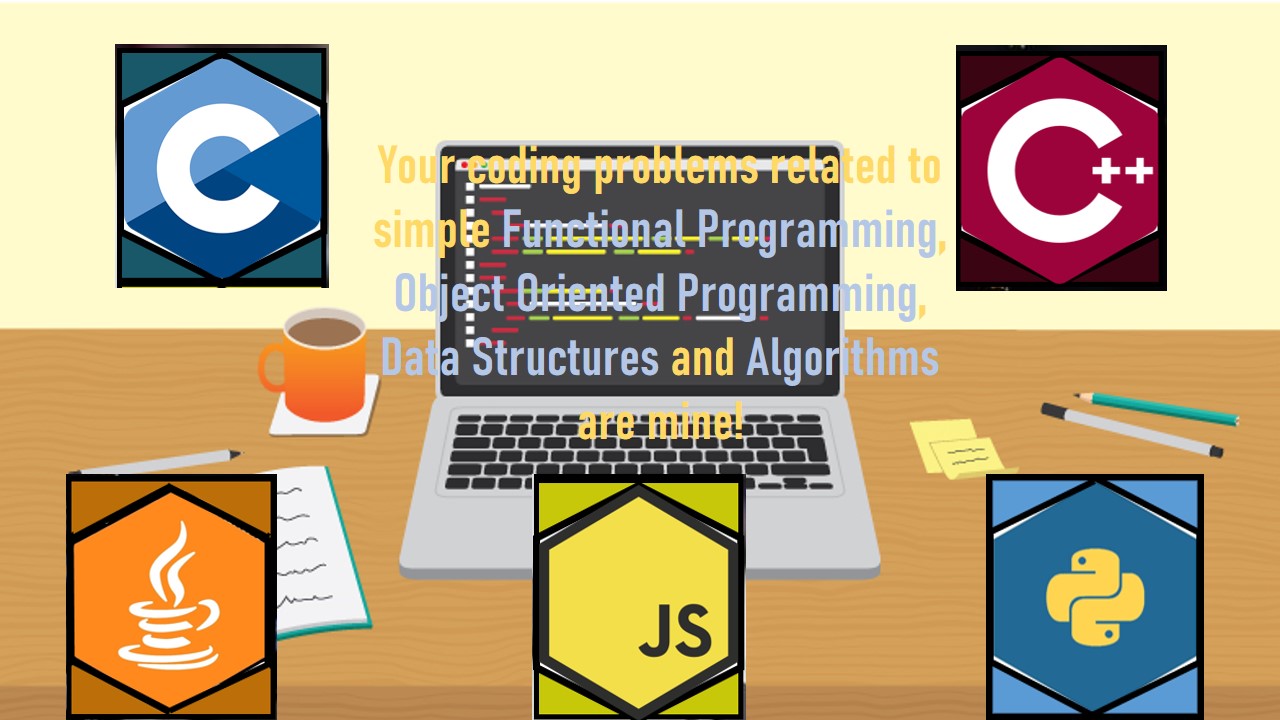 C
C++
Your coding problems related to
simple Functional Programming,
Object Oriented Programming,
Data Structures and Algorithms
are mine!
JS